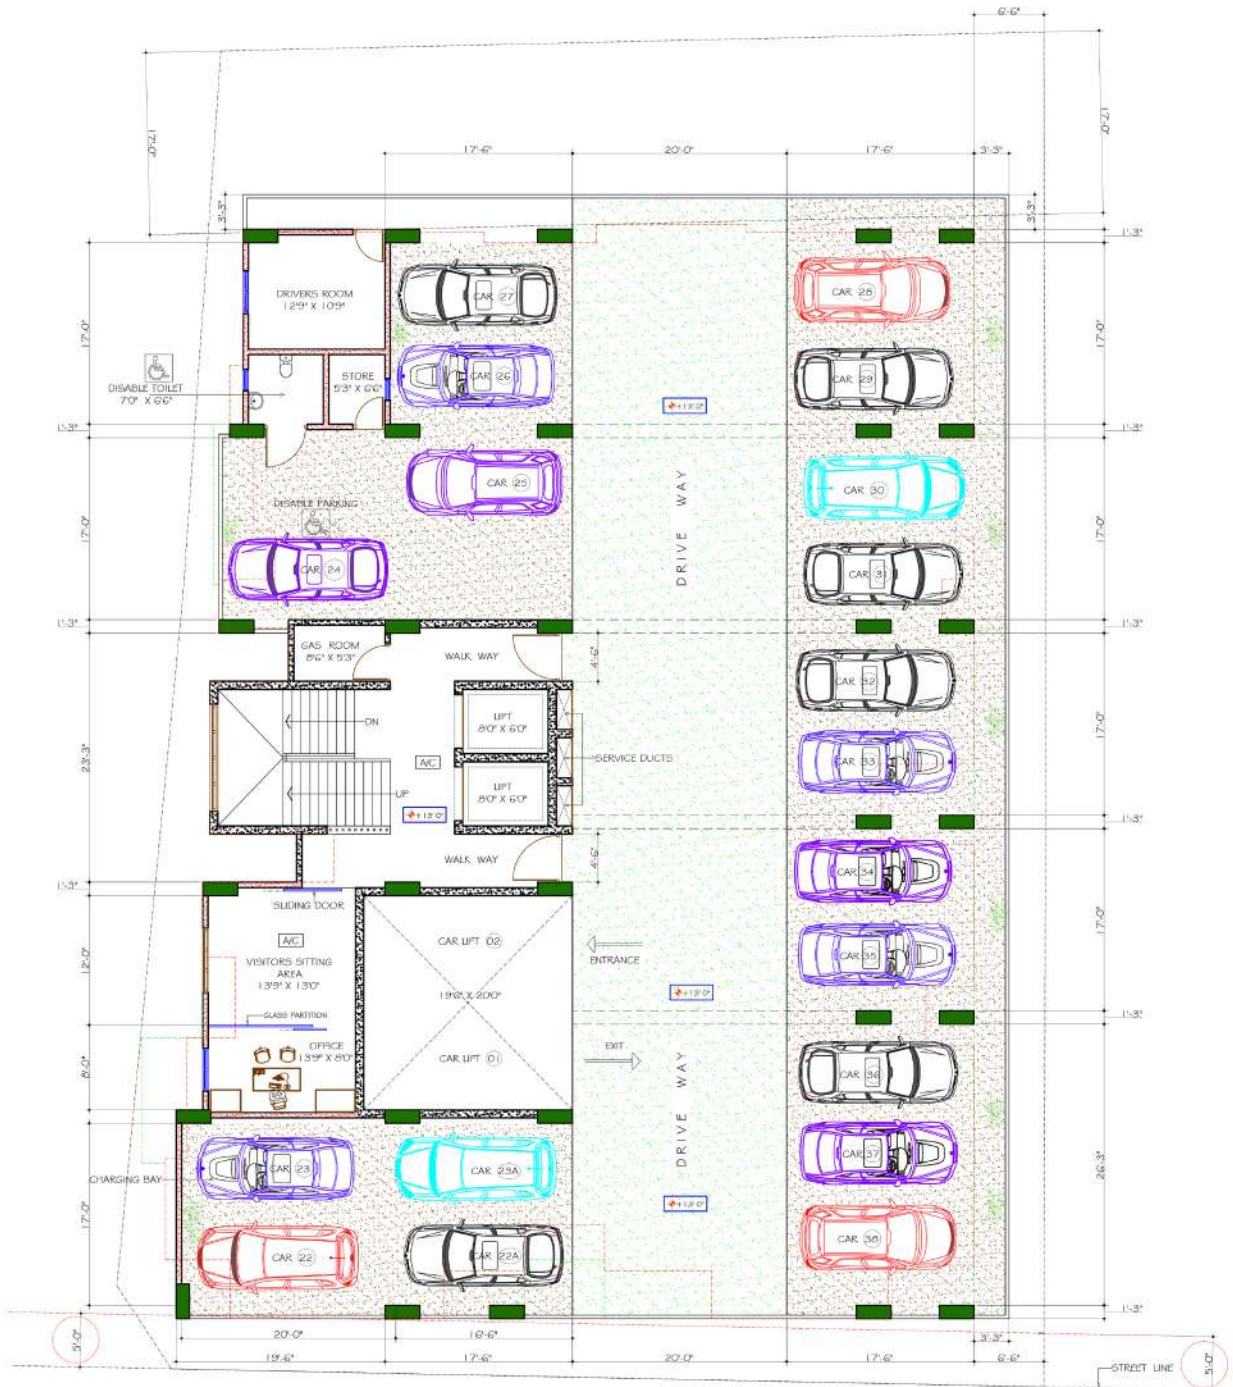 6'-6"
17'-0"
17'-0"
17'-6"
20'-0"
17'-6"
3'-3"
3'-3"
3'-3"
1'-3"
DRIVERS ROOM
12'9" X 10'9"
CAR 27
CAR 28
17'-0"
17'-0"
DISABLE TOILET
7'0" X 6'6"
STORE
5'3" X 6'6"
CAR 26
CAR 29
+13'0"
1'-3"
1'-3"
DISABLE PARKING
CAR 25
CAR 30
DRIVE WAY
17'-0"
17'-0"
CAR 24
CAR 31
1'-3"
1'-3"
GAS ROOM
8'6" X 5'3"
WALK WAY
4'-6"
CAR 32
DN
LIFT
8'0" X 6'0"
17'-0"
23'-3"
A/C
SERVICE DUCTS
CAR 33
UP
LIFT
8'0" X 6'0"
+13'0"
1'-3"
WALK WAY
4'-6"
CAR 34
1'-3"
SLIDING DOOR
A/C
CAR LIFT 02
ENTRANCE
17'-0"
12'-0"
VISITORS SITTING
AREA
13'9" X 13'0"
CAR 35
19'6" X 20'0"
+13'0"
GLASS PARTITION
1'-3"
OFFICE
13'9" X 8'0"
CAR LIFT 01
EXIT
8'-0"
CAR 36
DRIVE WAY
CAR 23
CAR 23A
CAR 37
CHARGING BAY
26'-3"
17'-0"
+13'0"
CAR 22
CAR 22A
CAR 38
1'-3"
5'-0"
20'-0"
16'-6"
3'-3"
19'-6"
17'-6"
20'-0"
17'-6"
6'-6"
STREET LINE
5'-0"